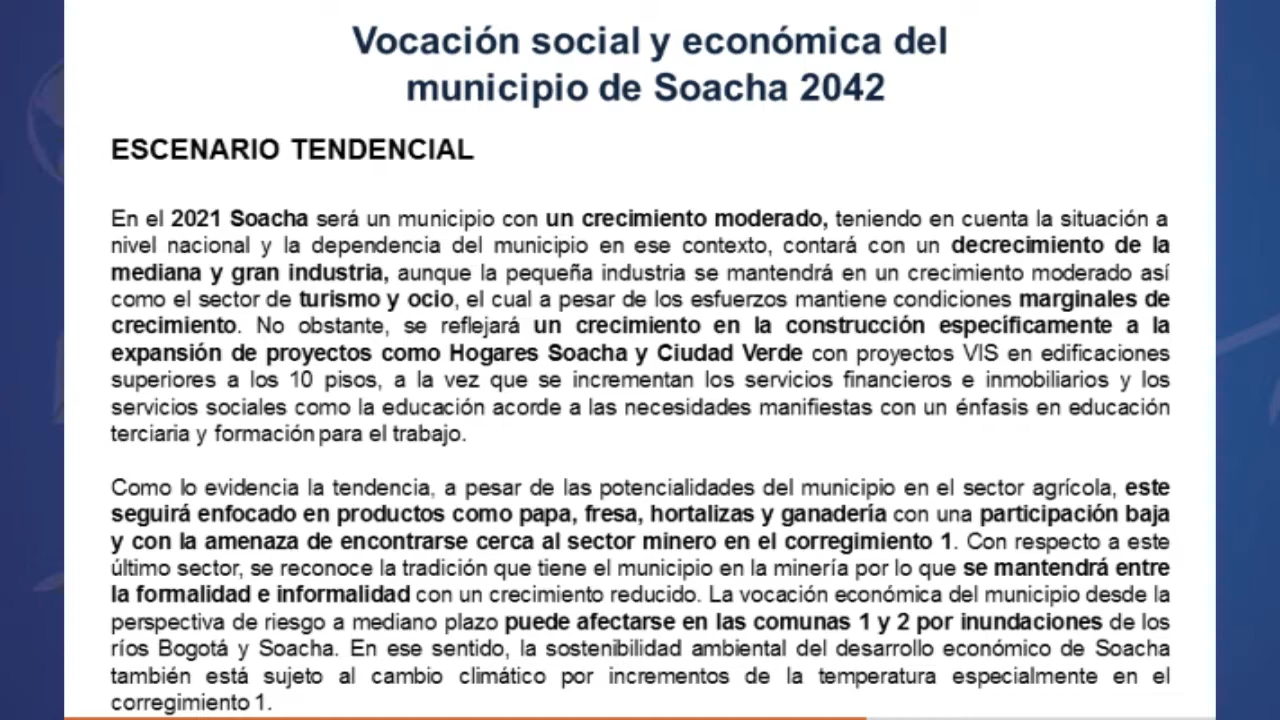 Vocación social y económica del
municipio de Soacha 2042
ESCENARIO TENDENCIAL
En el 2021 Soacha será un municipio con un crecimiento moderado, teniendo en cuenta la situación a
nivel nacional y la dependencia del municipio en ese contexto, contará con un decrecimiento de la
mediana y gran industria, aunque la pequeña industria se mantendrá en un crecimiento moderado así
como el sector de turismo y ocio, el cual a pesar de los esfuerzos mantiene condiciones marginales de
crecimiento. No obstante, se reflejará un crecimiento en la construcción específicamente a la
expansión de proyectos como Hogares Soacha y Ciudad Verde con proyectos VIS en edificaciones
superiores a los 10 pisos, a la vez que se incrementan los servicios financieros e inmobiliarios y los
servicios sociales como la educación acorde a las necesidades manifiestas con un énfasis en educación
terciaria y formación para el trabajo.
Como lo evidencia la tendencia, a pesar de las potencialidades del municipio en el sector agrícola, este
seguirá enfocado en productos como papa, fresa, hortalizas y ganadería con una participación baja
y con la amenaza de encontrarse cerca al sector minero en el corregimiento 1. Con respecto a este
último sector, se reconoce la tradición que tiene el municipio en la minería por lo que se mantendrá entre
la formalidad e informalidad con un crecimiento reducido. La vocación económica del municipio desde la
perspectiva de riesgo a mediano plazo puede afectarse en las comunas 1 y 2 por inundaciones de los
ríos Bogotá y Soacha. En ese sentido, la sostenibilidad ambiental del desarrollo económico de Soacha
también está sujeto al cambio climático por incrementos de la temperatura especialmente en el
corregimiento 1.